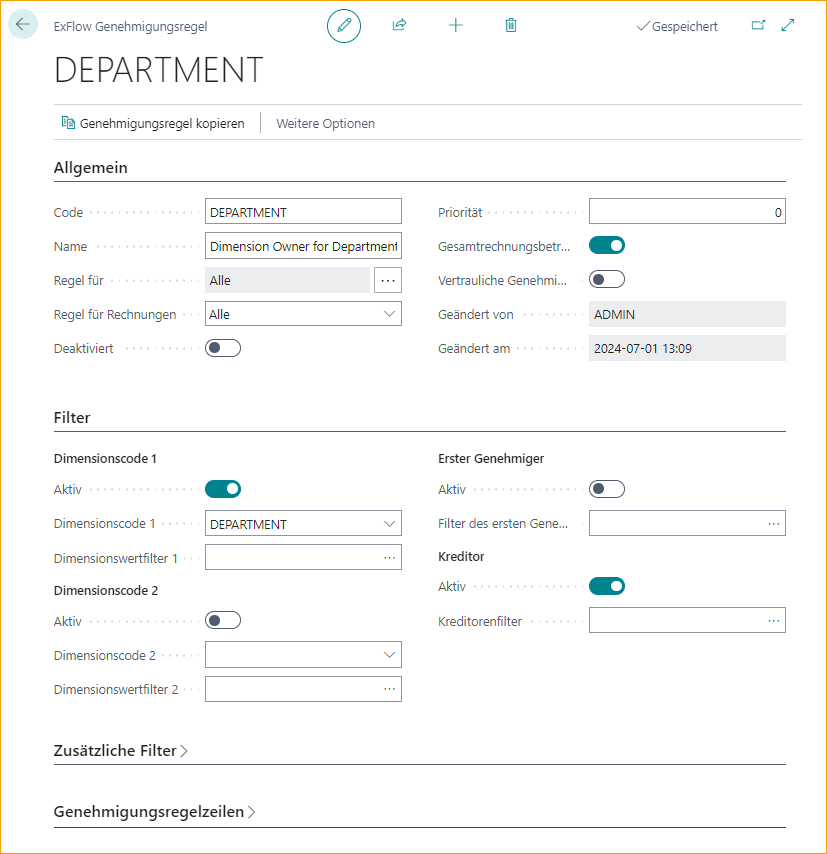 ExFlow Genehmigungsregel
Gespeichert
DEPARTMENT
Genehmigungsregel kopieren
Weitere Optionen
Allgemein
Code
DEPARTMENT
Name
Dimension Owner for Department
Regel für
Alle
Regel für Rechnungen
Alle
Deaktiviert
Priorität
0
Gesamtrechnungsbetr...
Vertrauliche Genehmi...
Geändert von
ADMIN
Geändert am
2024-07-01 13:09
Filter
Dimensionscode 1
Aktiv
Dimensionscode 1
DEPARTMENT
Dimensionswertfilter 1
Dimensionscode 2
Aktiv
Dimensionscode 2
Dimensionswertfilter 2
Erster Genehmiger
Aktiv
Filter des ersten Gene...
Kreditor
Aktiv
Kreditorenfilter
Zusätzliche Filter
Genehmigungsregelzeilen